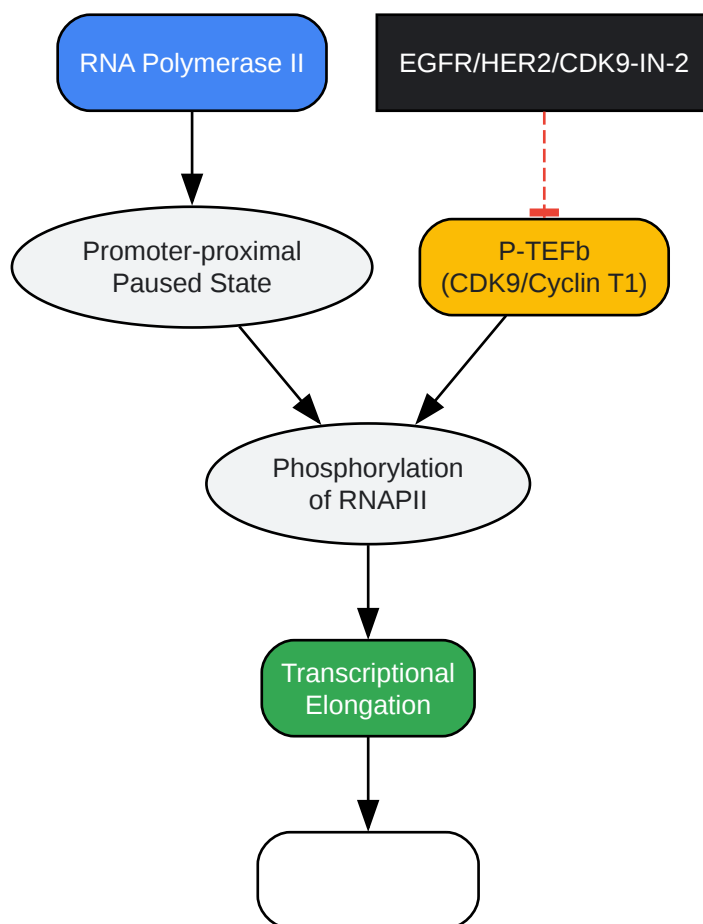 RNA Polymerase II
EGFR/HER2/CDK9-IN-2
Promoter-proximal
Paused State
P-TEFb
(CDK9/Cyclin T1)
Phosphorylation
of RNAPII
Transcriptional
Elongation